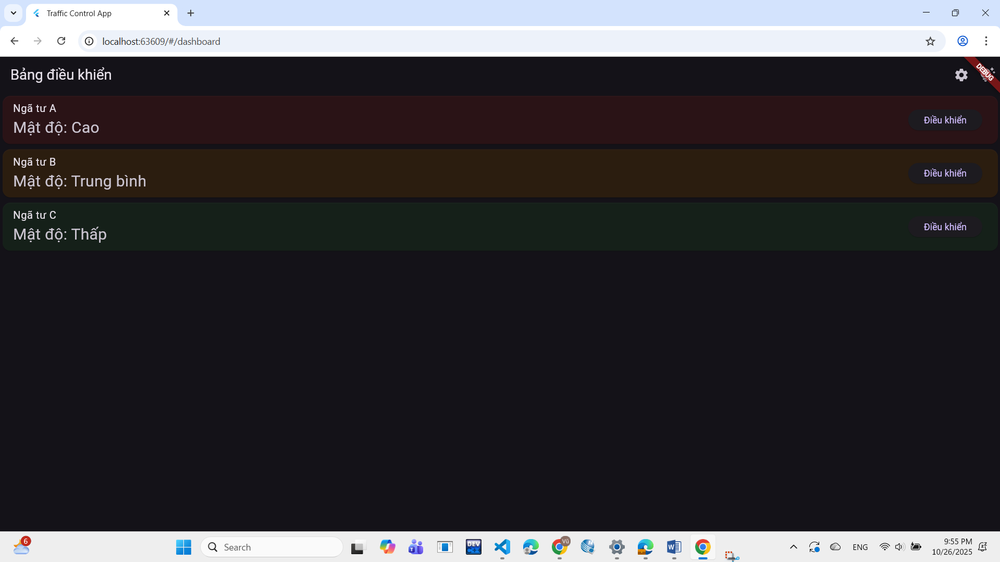 Traffic Control App
localhost:63609/#/dashboard
Bảng điều khiển
DEBUG
Ngã tư A
Mật độ: Cao
Điều khiển
Ngã tư B
Mật độ: Trung bình
Điều khiển
Ngã tư C
Mật độ: Thấp
Điều khiển
6
Search
DEV
C++
Vũ
ENG
9:55 PM
10/26/2025